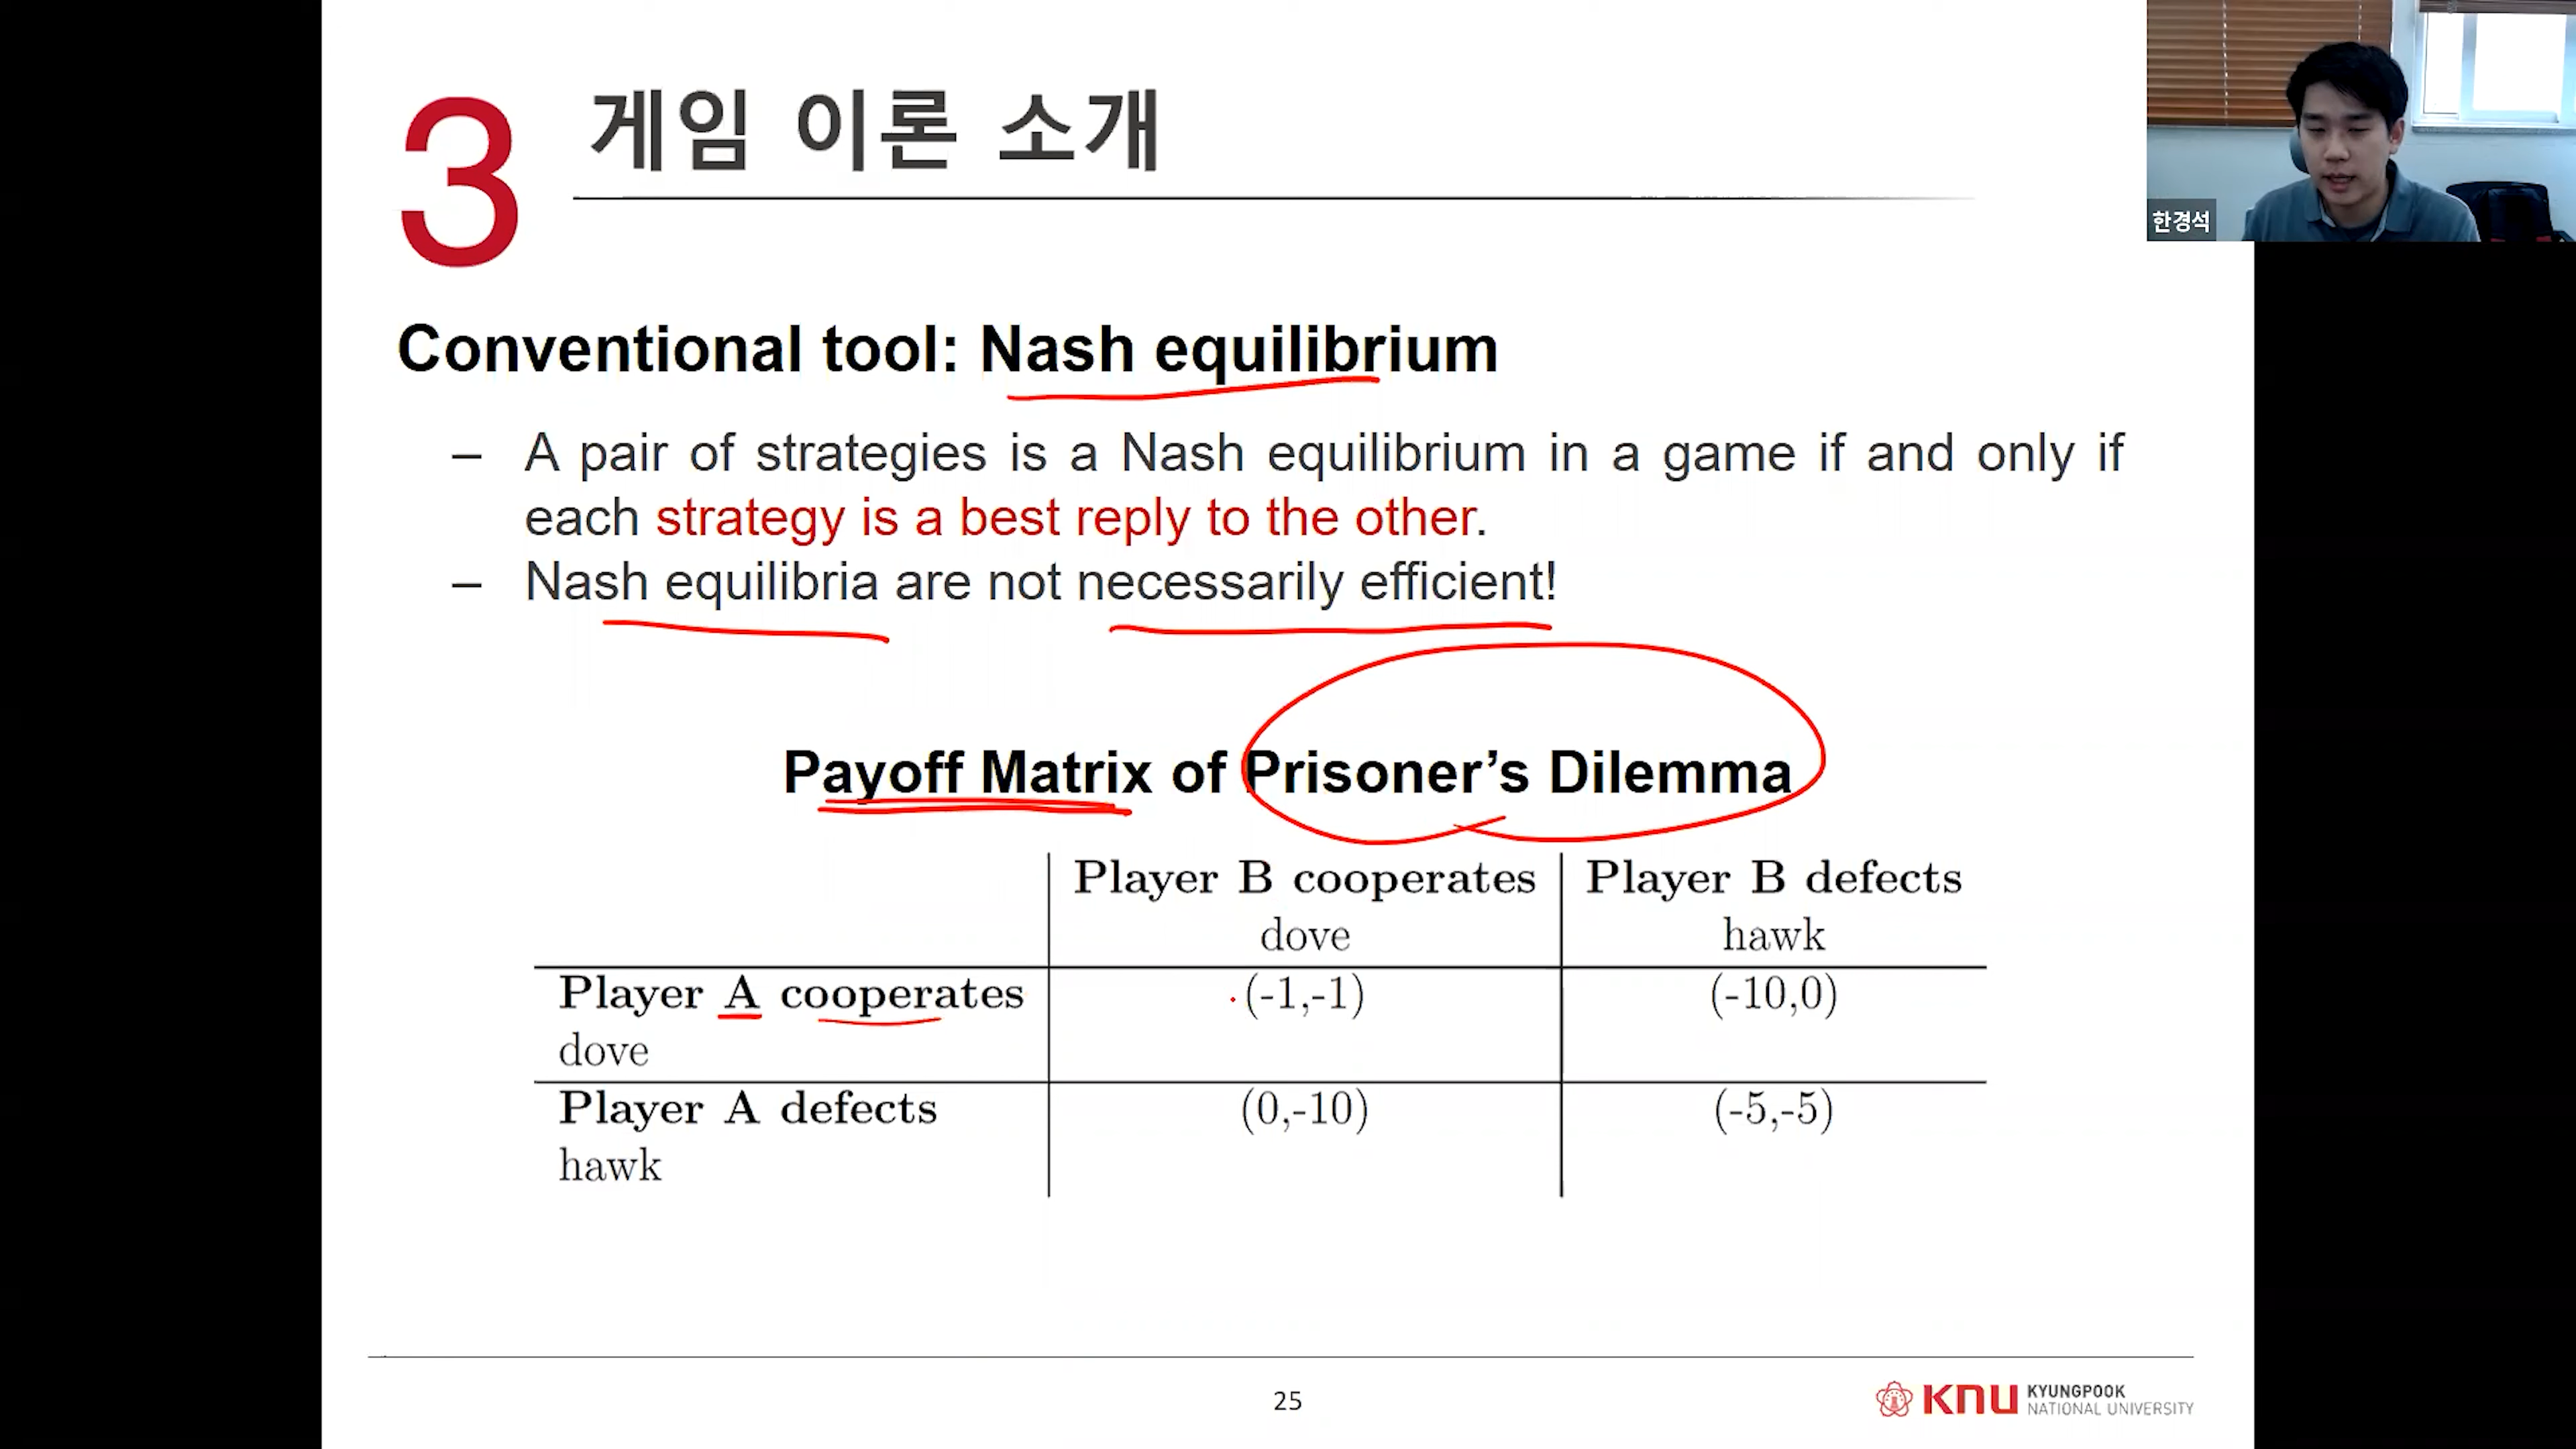 3 게임 이론 소개
한경석
Conventional tool: Nash equilibrium
– A pair of strategies is a Nash equilibrium in a game if and only if
each strategy is a best reply to the other.
– Nash equilibria are not necessarily efficient!
Payoff Matrix of Prisoner’s Dilemma
Player B cooperates Player B defects
dove hawk
Player A cooperates (-1,-1) (-10,0)
dove
Player A defects (0,-10) (-5,-5)
hawk
25
KNU KYUNGPOOK
NATIONAL UNIVERSITY